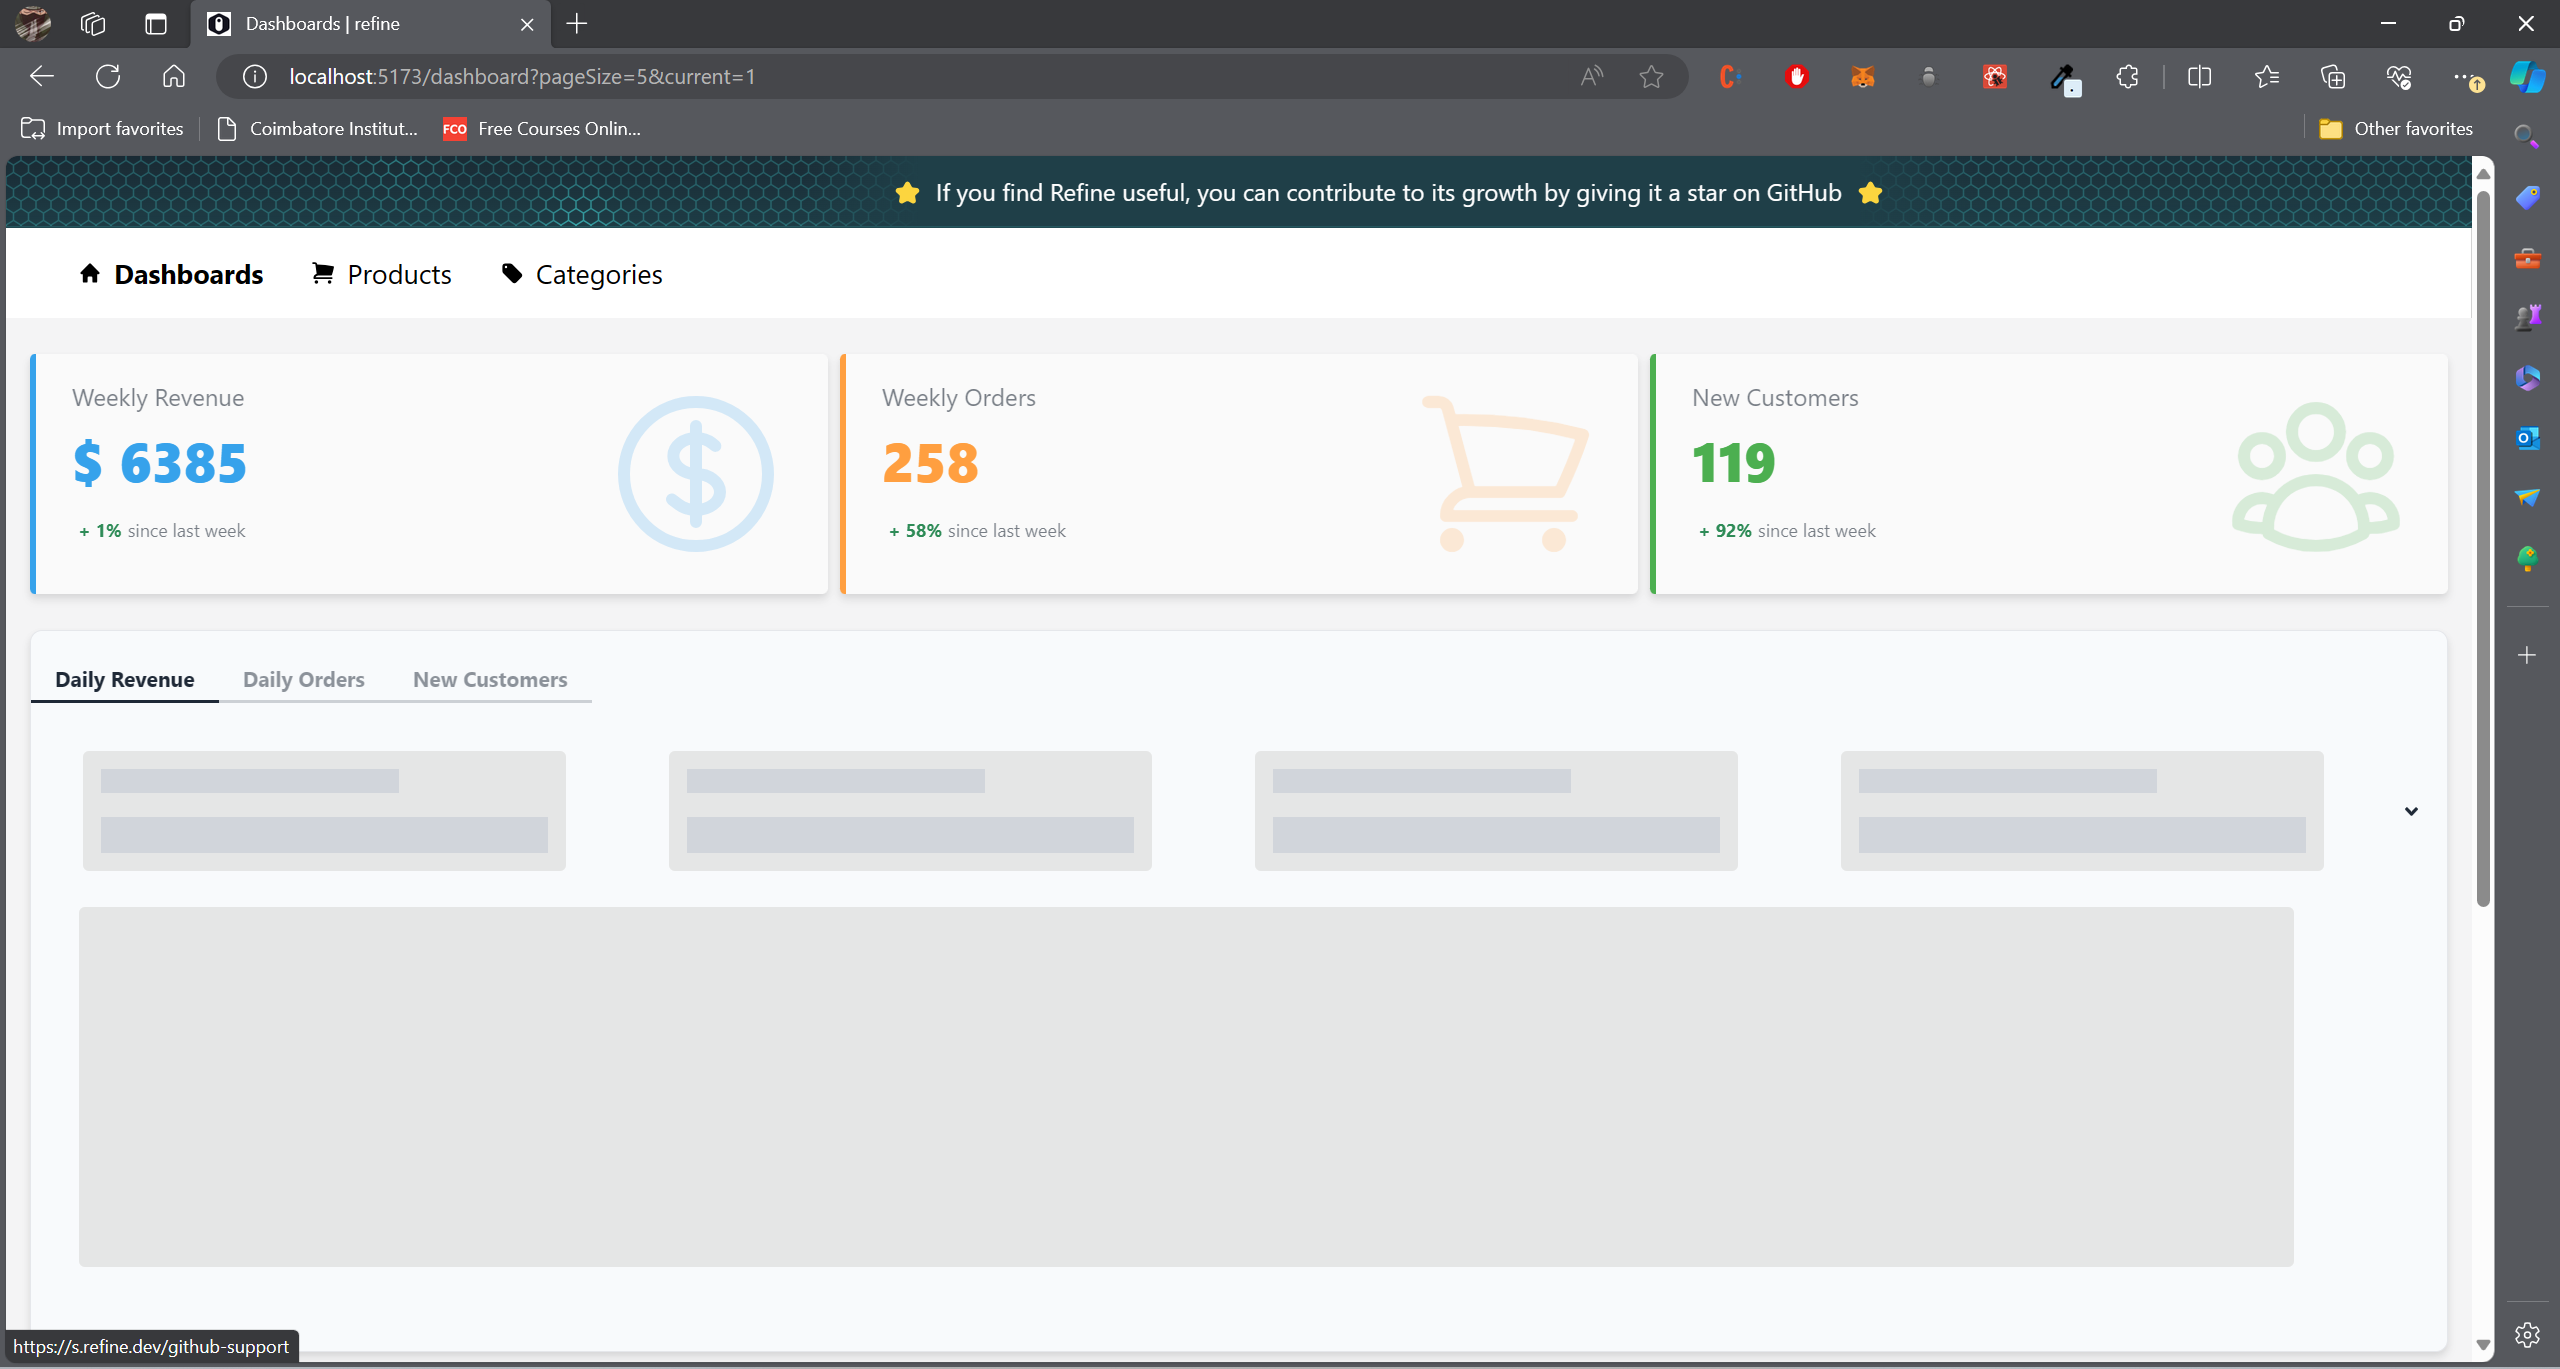 Dashboards | refine
localhost:5173/dashboard?pageSize=5&current=1
Import favorites
Coimbatore Institut...
FCO
Free Courses Onlin...
Other favorites
If you find Refine useful, you can contribute to its growth by giving it a star on GitHub
Dashboards
Products
Categories
Weekly Revenue
$ 6385
+ 1% since last week
Weekly Orders
258
+ 58% since last week
New Customers
119
+ 92% since last week
Daily Revenue
Daily Orders
New Customers
https://s.refine.dev/github-support